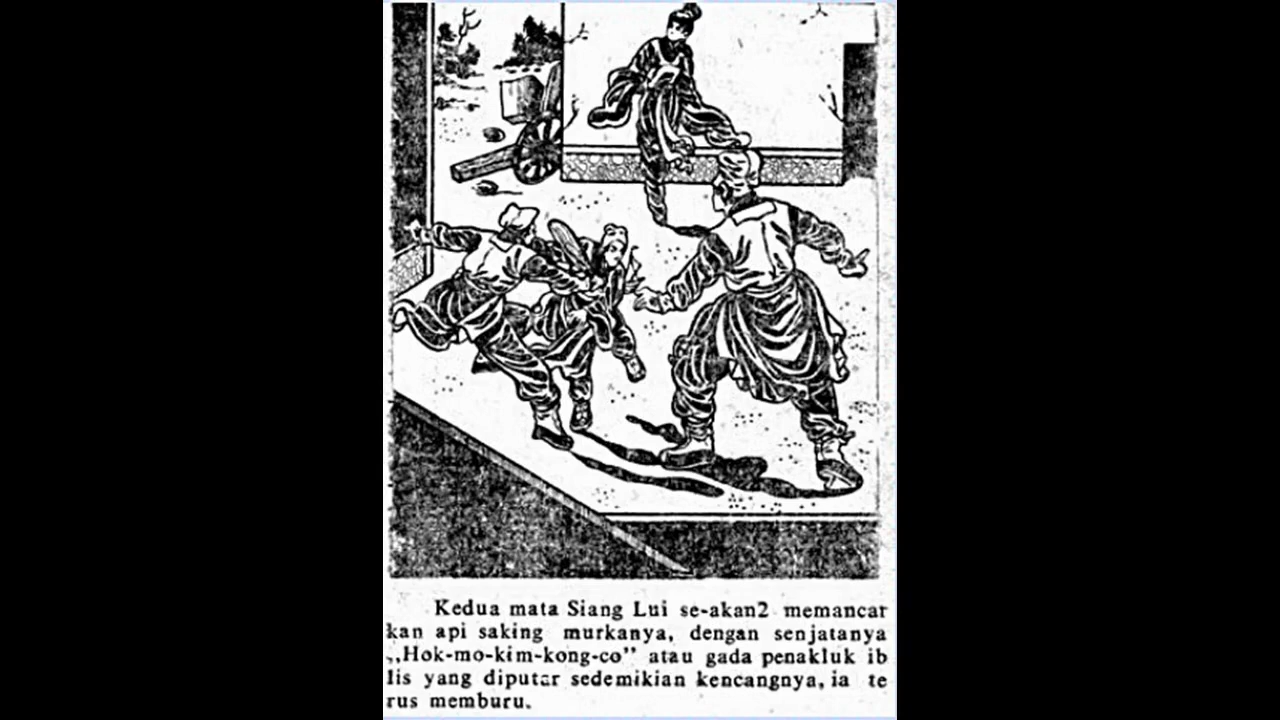 Kedua mata Siang Lui se-akan2 memancar
kan api saking murkanya, dengan senjatanya
,,Hok-mo-kim-kong-co" atau gada penakluk ib
lis yang diputar sedemikian kencangnya, ia te
rus memburu.